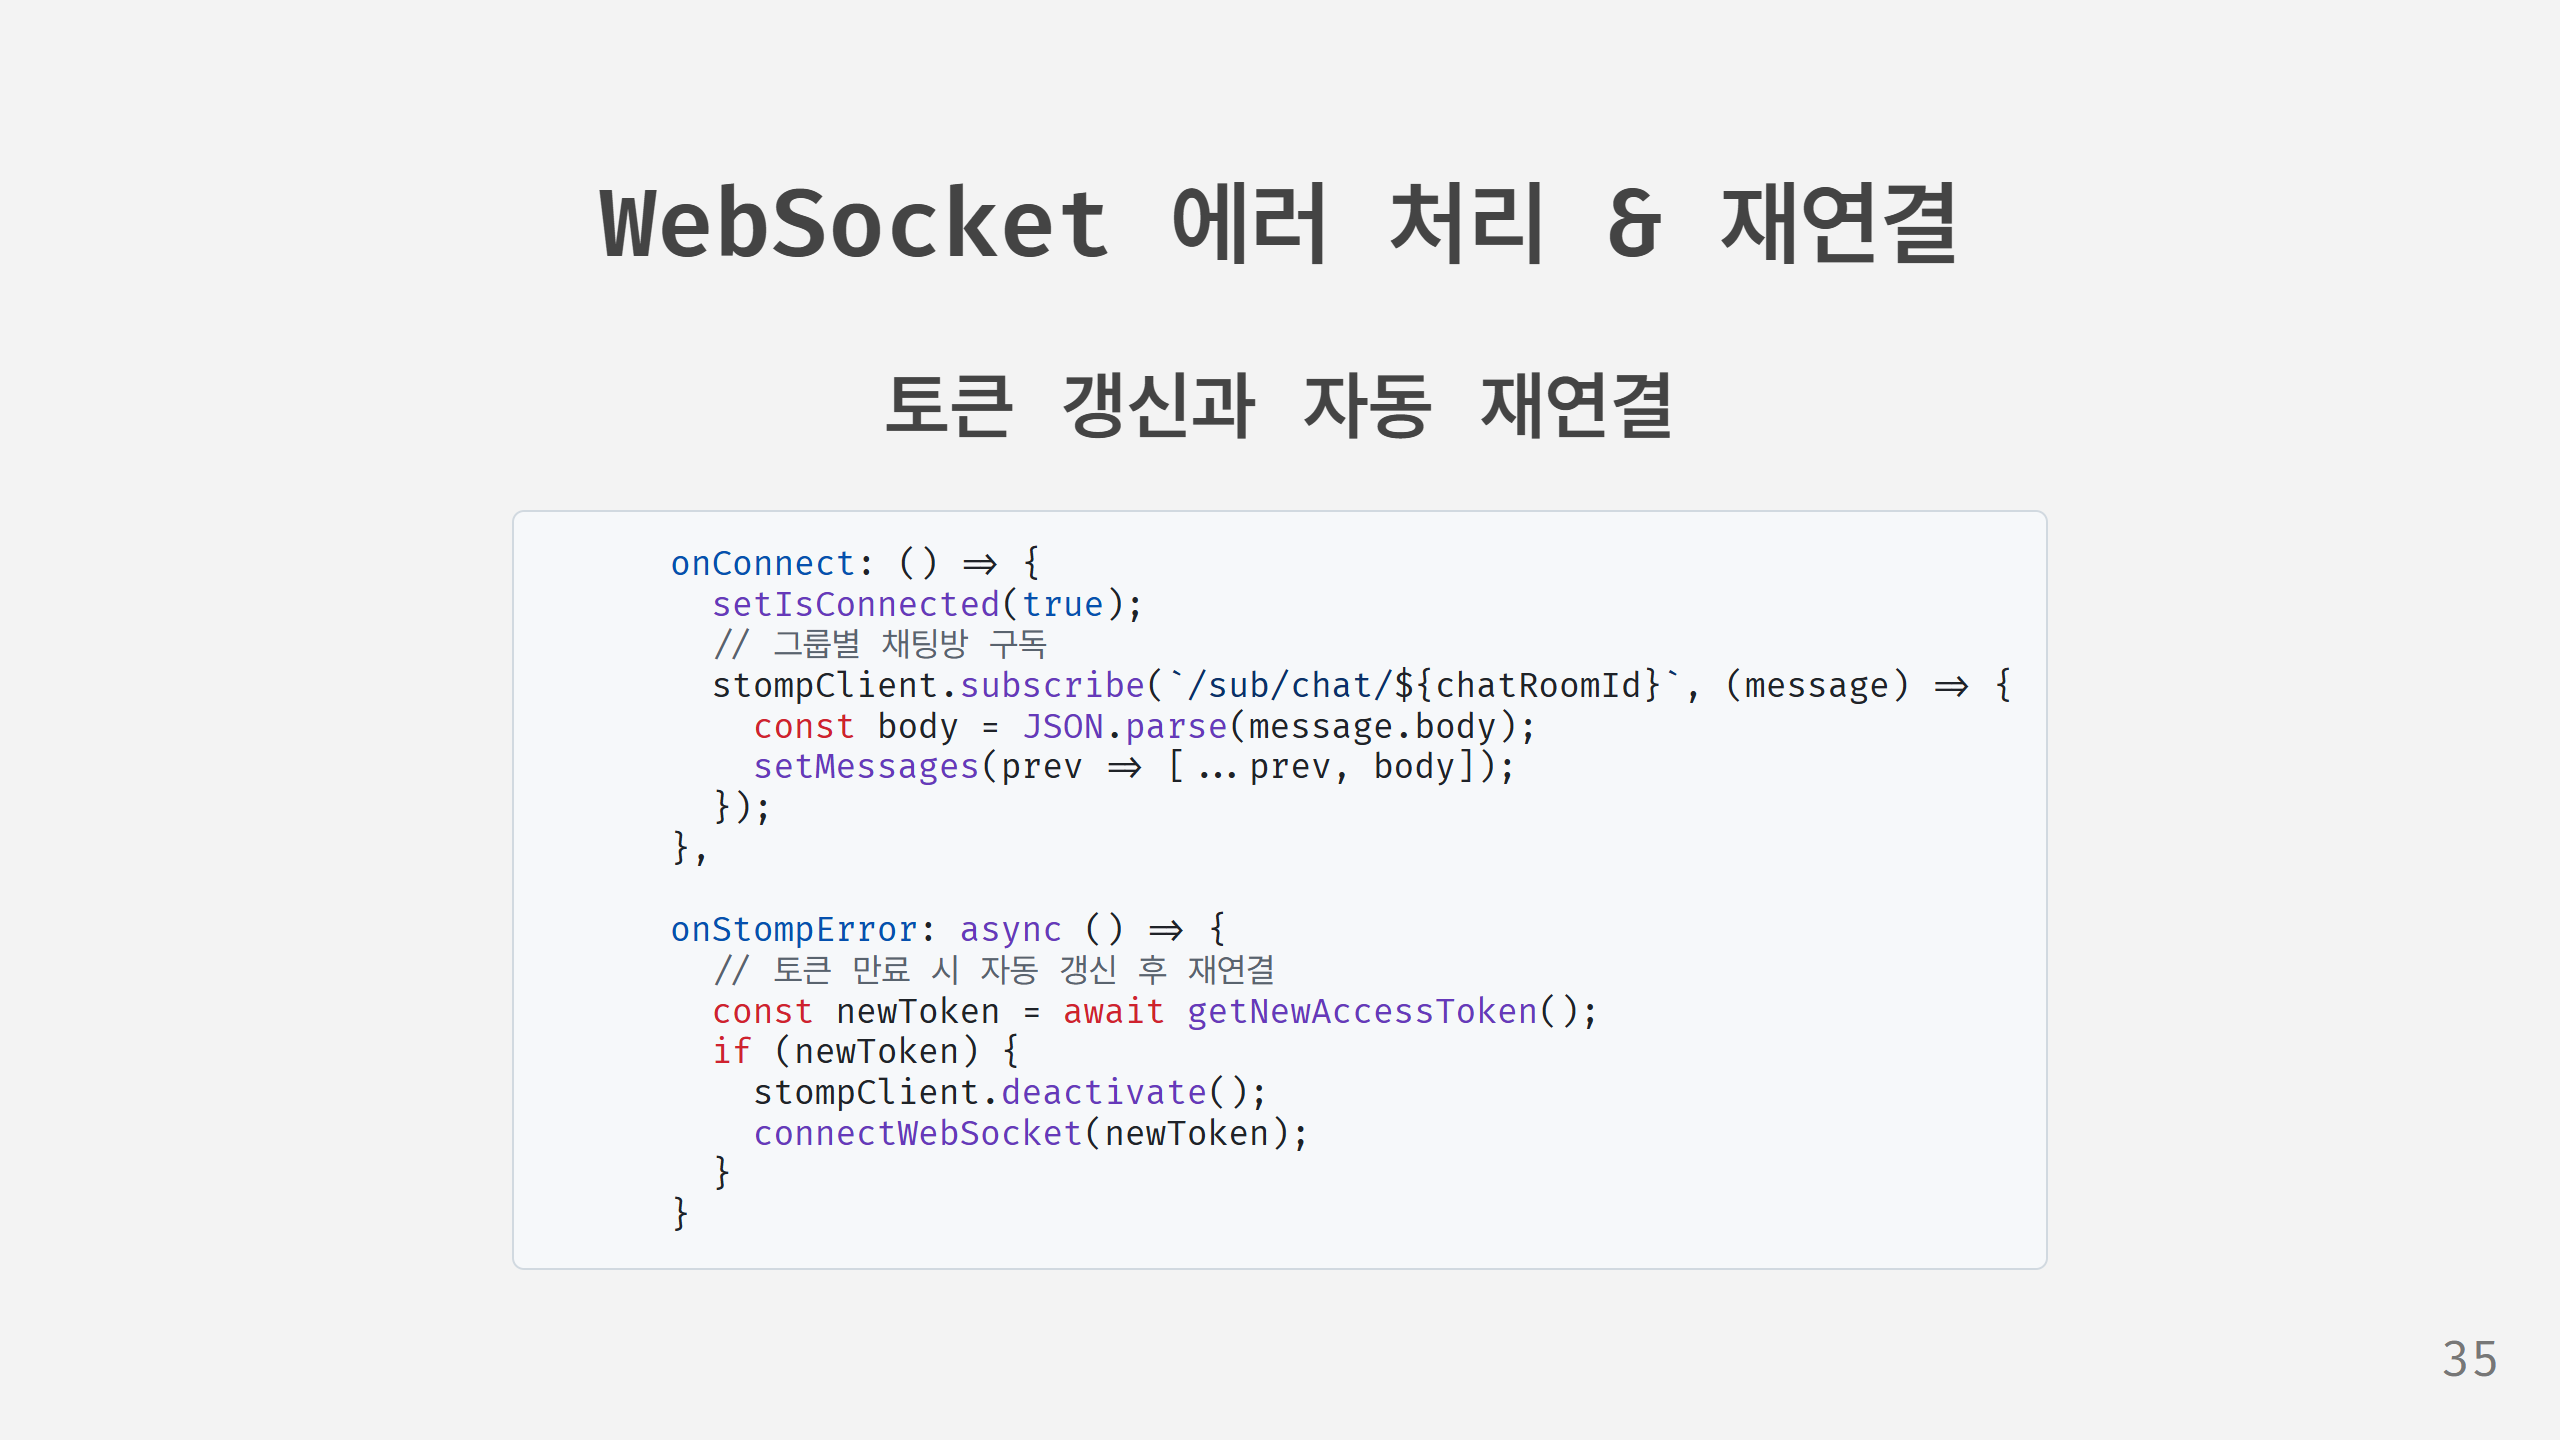 WebSocket 에러 처리 & 재연결
토큰 갱신과 자동 재연결
onConnect: () => {
  setIsConnected(true);
  // 그룹별 채팅방 구독
  stompClient.subscribe(`/sub/chat/${chatRoomId}`, (message) => {
    const body = JSON.parse(message.body);
    setMessages(prev => [...prev, body]);
  });
},
onStompError: async () => {
  // 토큰 만료 시 자동 갱신 후 재연결
  const newToken = await getNewAccessToken();
  if (newToken) {
    stompClient.deactivate();
    connectWebSocket(newToken);
  }
}
35